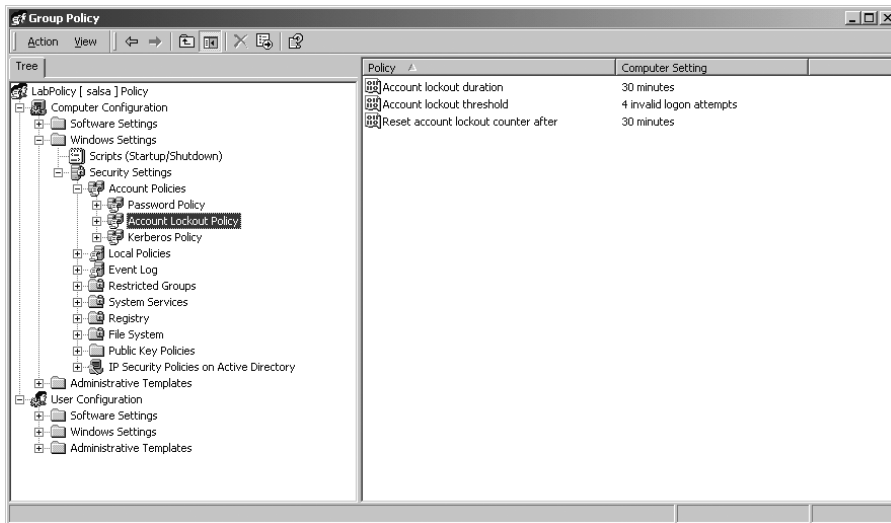 Group Policy
Action View
Tree
LabPolicy [ salsa ] Policy
Computer Configuration
Software Settings
Windows Settings
Scripts (Startup/Shutdown)
Security Settings
Account Policies
Password Policy
Account Lockout Policy
Kerberos Policy
Local Policies
Event Log
Restricted Groups
System Services
Registry
File System
Public Key Policies
IP Security Policies on Active Directory
Administrative Templates
User Configuration
Software Settings
Windows Settings
Administrative Templates
Policy Computer Setting
Account lockout duration 30 minutes
Account lockout threshold 4 invalid logon attempts
Reset account lockout counter after 30 minutes